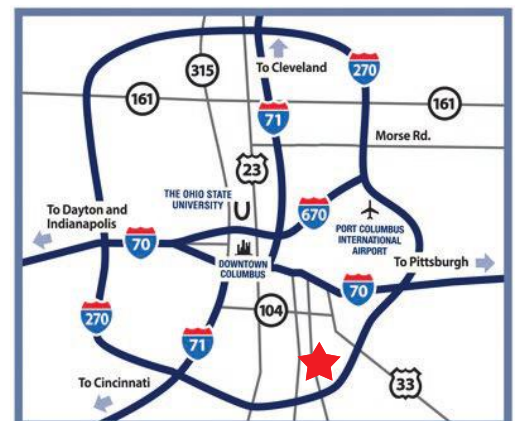 315
To Cleveland
270
161
161
71
Morse Rd.
23
THE OHIO STATE
UNIVERSITY
U
670
To Dayton and
Indianapolis
70
PORT COLUMBUS
INTERNATIONAL
AIRPORT
DOWNTOWN
COLUMBUS
To Pittsburgh
70
104
270
71
To Cincinnati
33